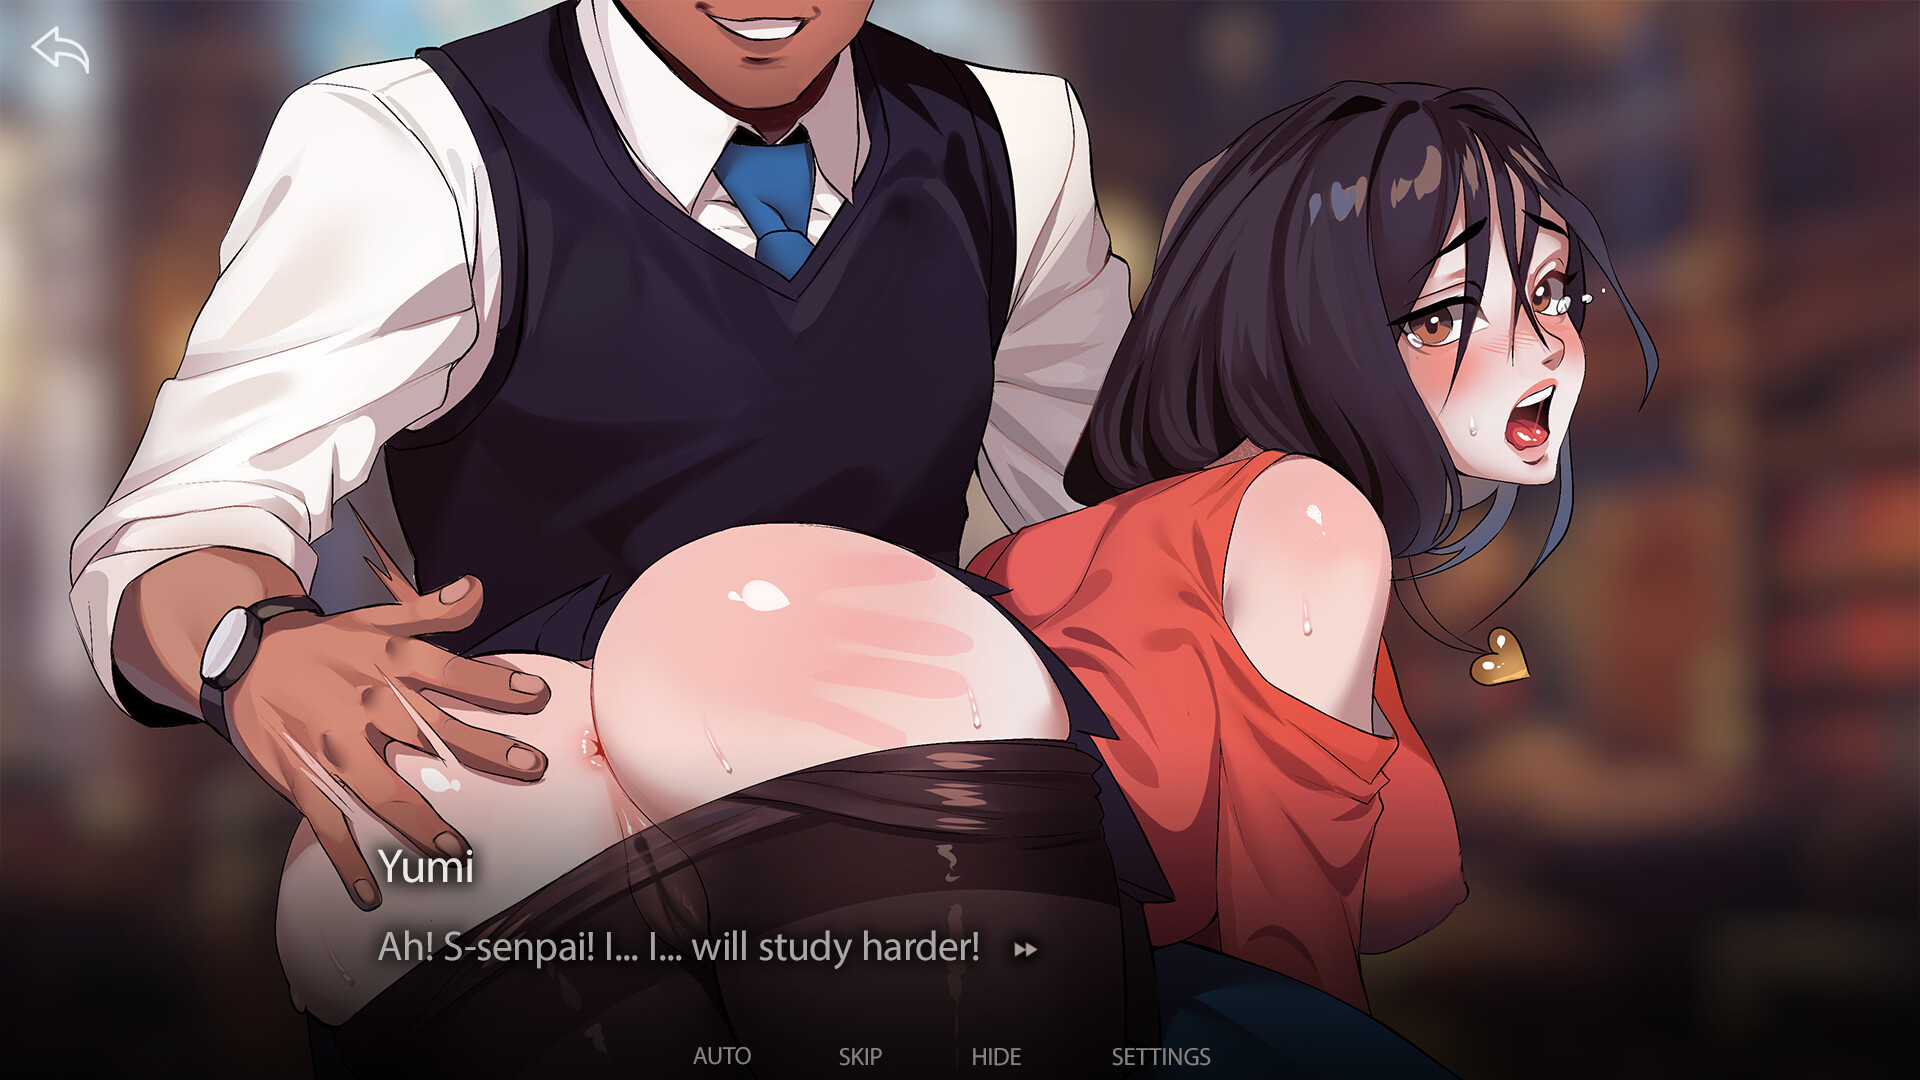 Yumi
Ah! S-senpai! I... I... will study harder!
AUTO
SKIP
HIDE
SETTINGS